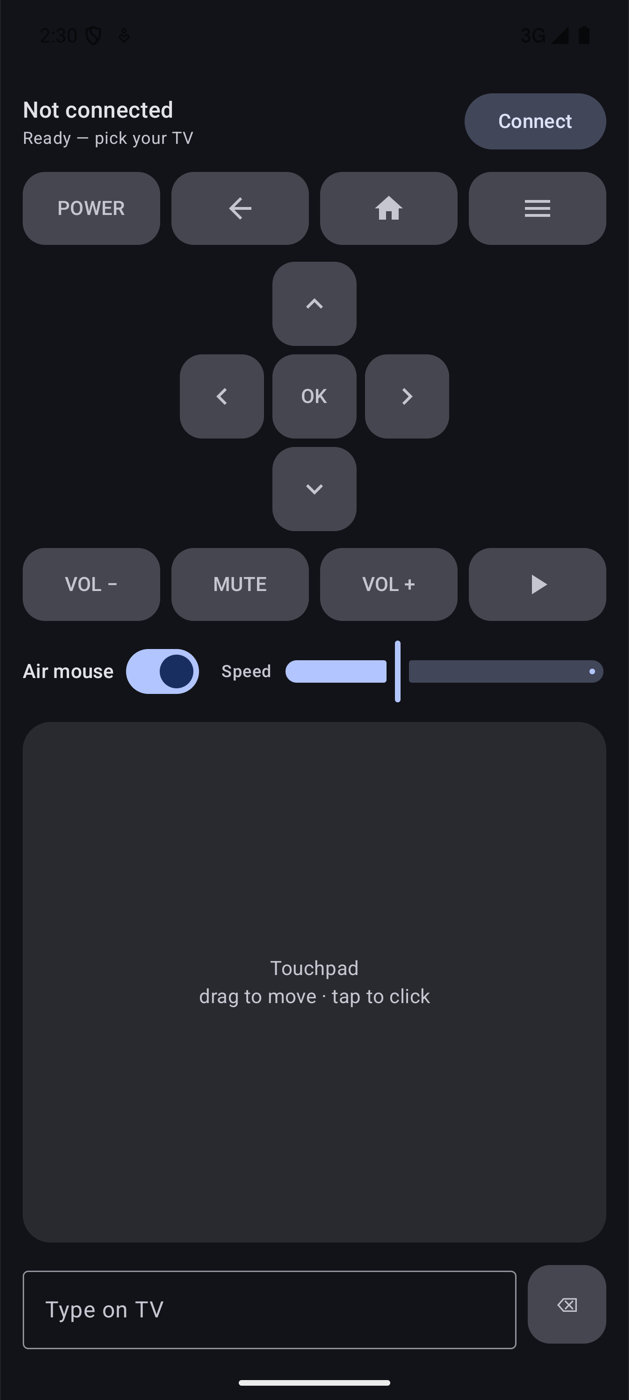 2:30
3G
Not connected
Ready — pick your TV
Connect
POWER
OK
VOL −
MUTE
VOL +
Air mouse
Speed
Touchpad
drag to move · tap to click
Type on TV